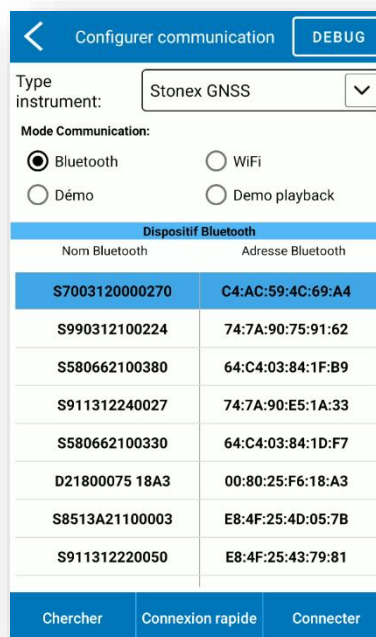 Configurer communication DEBUG
Type
instrument: Stonex GNSS
Mode Communication:
Bluetooth WiFi
Démo Demo playback
Dispositif Bluetooth
Nom Bluetooth Adresse Bluetooth
S7003120000270 C4:AC:59:4C:69:A4
S990312100224 74:7A:90:75:91:62
S580662100380 64:C4:03:84:1F:B9
S911312240027 74:7A:90:E5:1A:33
S580662100330 64:C4:03:84:1D:F7
D21800075 18A3 00:80:25:F6:18:A3
S8513A21100003 E8:4F:25:4D:05:7B
S911312220050 E8:4F:25:43:79:81
Chercher Connexion rapide Connecter